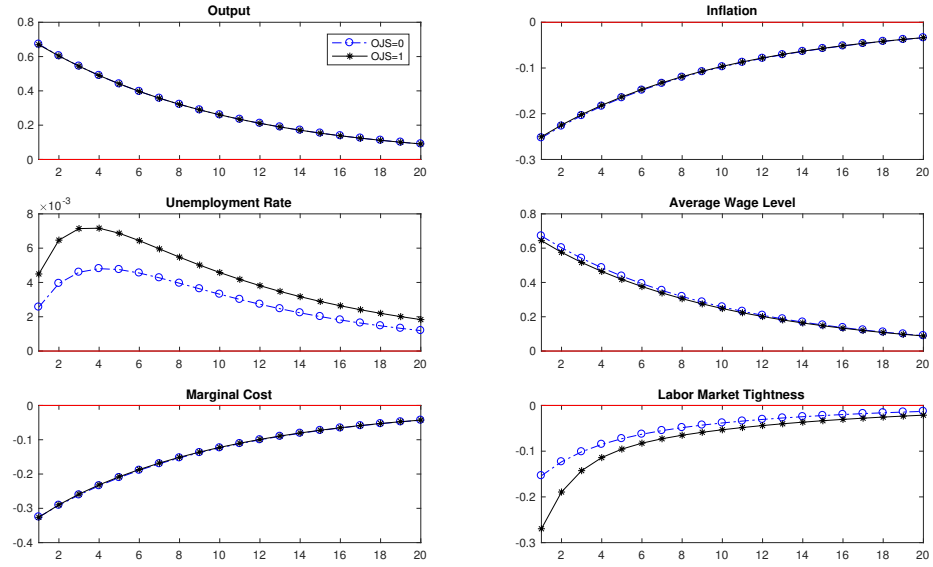 Output
0.8
0.6
0.4
0.2
0
2 4 6 8 10 12 14 16 18 20
OJS=0
OJS=1
Inflation
0
-0.1
-0.2
-0.3
2 4 6 8 10 12 14 16 18 20
Unemployment Rate
×10-3
8
6
4
2
0
2 4 6 8 10 12 14 16 18 20
Average Wage Level
0.8
0.6
0.4
0.2
0
2 4 6 8 10 12 14 16 18 20
Marginal Cost
0
-0.1
-0.2
-0.3
-0.4
2 4 6 8 10 12 14 16 18 20
Labor Market Tightness
0
-0.1
-0.2
-0.3
2 4 6 8 10 12 14 16 18 20